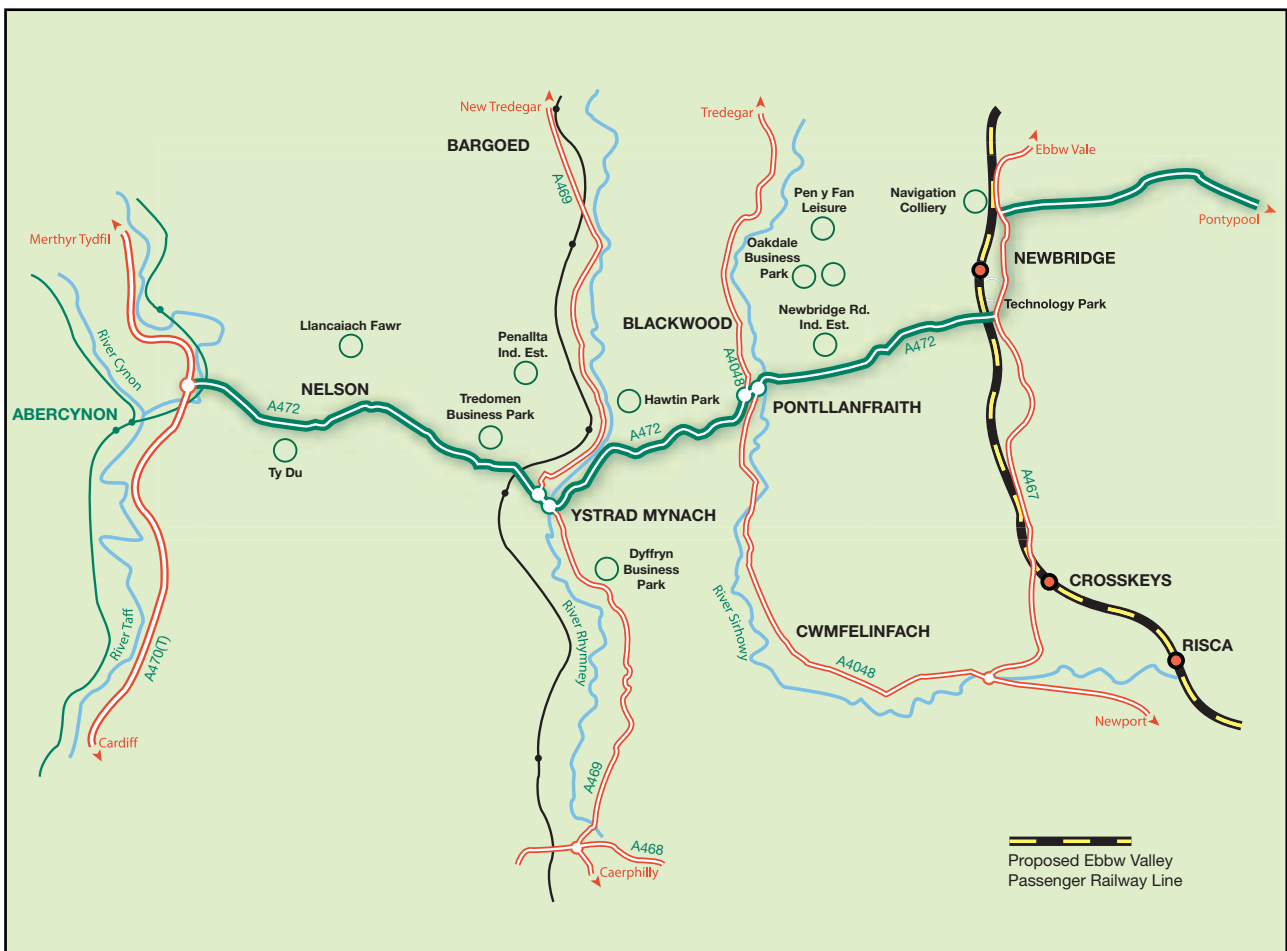 New Tredegar
BARGOED
A469
Tredegar
Ebbw Vale
Pen y Fan
Leisure
Navigation
Colliery
Pontypool
Merthyr Tydfil
Oakdale
Business
Park
NEWBRIDGE
Technology Park
Llancaiach Fawr
BLACKWOOD
Newbridge Rd.
Ind. Est.
River Cynon
Penallta
Ind. Est.
A472
A4048
NELSON
Tredomen
Business Park
Hawtin Park
ABERCYNON
A472
PONTLLANFRAITH
A472
Ty Du
A467
YSTRAD MYNACH
Dyffryn
Business
Park
CROSSKEYS
River Taff
A470(T)
River Rhymney
River Sirhowy
CWMFELINFACH
RISCA
A4048
Newport
Cardiff
A469
A468
Caerphilly
Proposed Ebbw Valley
Passenger Railway Line